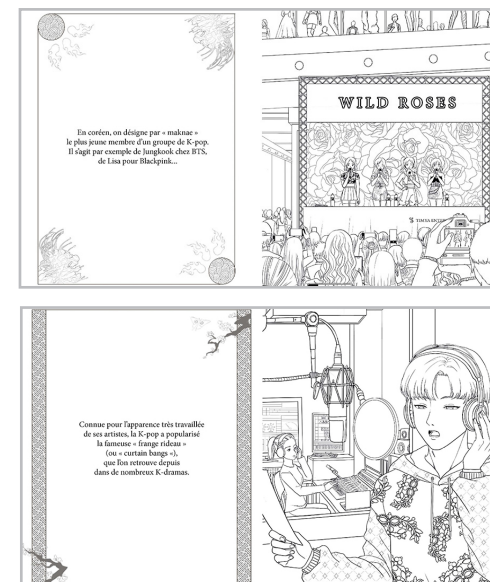 En coréen, on désigne par « maknae »
le plus jeune membre d'un groupe de K-pop.
Il s'agit par exemple de Jungkook chez BTS,
de Lisa pour Blackpink...
WILD ROSES
Connue pour l'apparence très travaillée
de ses artistes, la K-pop a popularisé
la fameuse « frange rideau »
(ou « curtain bangs »),
que l'on retrouve depuis
dans de nombreux K-dramas.